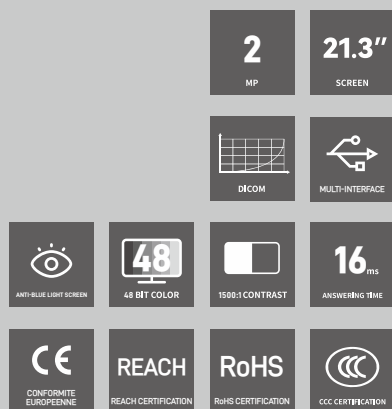 2
MP
21.3"
SCREEN
DICOM
MULTI-INTERFACE
ANTI-BLUE LIGHT SCREEN
48
48 BIT COLOR
1500:1 CONTRAST
16ms
ANSWERING TIME
CE
CONFORMITE
EUROPEENNE
REACH
REACH CERTIFICATION
RoHS
RoHS CERTIFICATION
CCC
CCC CERTIFICATION